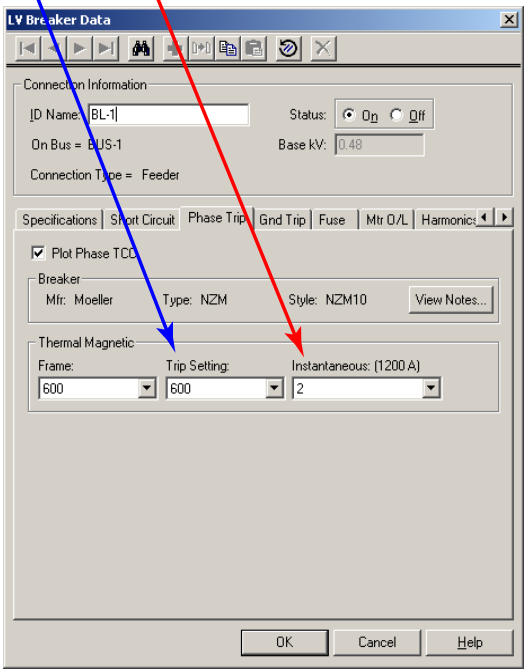 LV Breaker Data
Connection Information
ID Name: BL-1 Status: On Off
On Bus = BUS-1 Base kV: 0.48
Connection Type = Feeder
Specifications Short Circuit Phase Trip Gnd Trip Fuse Mtr O/L Harmonics
Plot Phase TCC
Breaker
Mfr: Moeller Type: NZM Style: NZM10 View Notes...
Thermal Magnetic
Frame: Trip Setting: Instantaneous: (1200 A)
600 600 2
OK Cancel Help